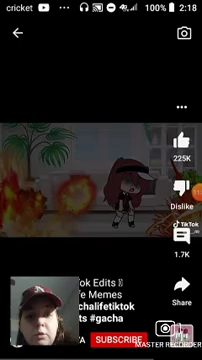 cricket 100% 2:18
225K
Dislike
TikTok
1.7K
Share
ok Edits
e Memes
chalifetiktok
ts #gacha
SUBSCRIBE
MASTER RECORDER